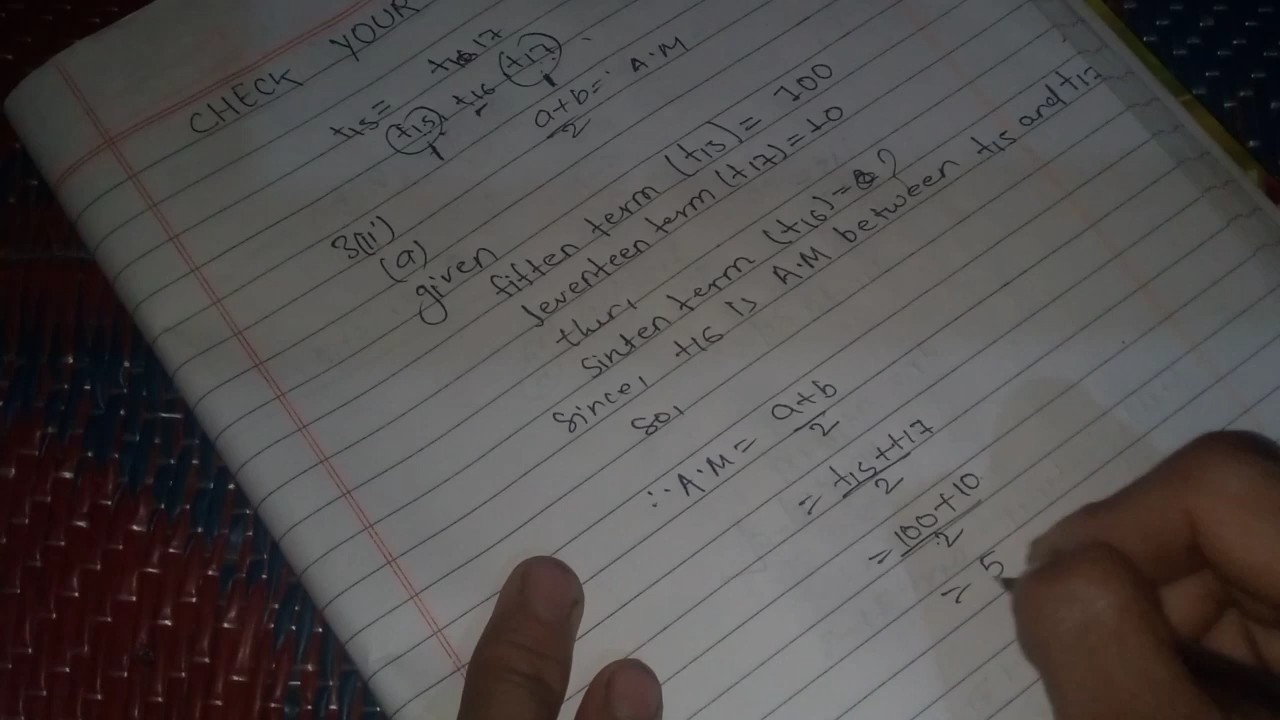 CHECK YOUR
t15 = t17
t15, t16 t17
a+b/2 = A.M
3(ii)
(a)
given
fiften term (t15) = 100
seventeen term (t17) = 10
thus,
sinten term (t16) = ?
Since, t16 is A.M between t15 and t17
So,
∴ A.M = a+b/2
= t15+t17/2
= 100+10/2
= 5